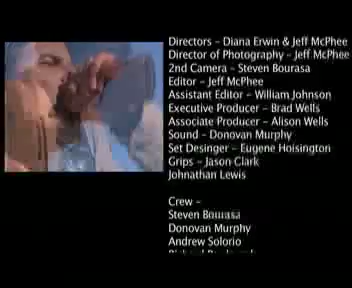 Directors – Diana Erwin & Jeff McPhee
Director of Photography – Jeff McPhee
2nd Camera – Steven Bourasa
Editor – Jeff McPhee
Assistant Editor – William Johnson
Executive Producer – Brad Wells
Associate Producer – Alison Wells
Sound – Donovan Murphy
Set Desinger – Eugene Hoisington
Grips – Jason Clark
Johnathan Lewis
Crew –
Steven Bourasa
Donovan Murphy
Andrew Solorio